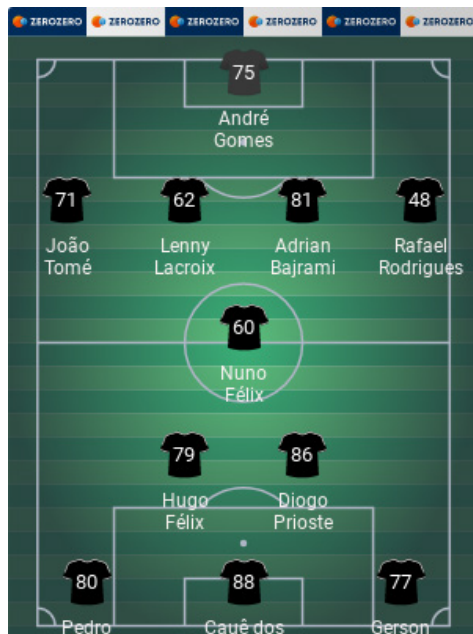 ZEROZERO ZEROZERO ZEROZERO ZEROZERO ZEROZERO ZEROZERO
75
André
Gomes
71 62 81 48
João Lenny Adrian Rafael
Tomé Lacroix Bajrami Rodrigues
60
Nuno
Félix
79 86
Hugo Diogo
Félix Prioste
80 88 77
Pedro Cauê dos Gerson